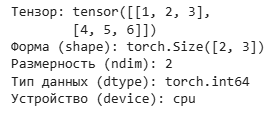 Тензор: tensor([[1, 2, 3],
        [4, 5, 6]])
Форма (shape): torch.Size([2, 3])
Размерность (ndim): 2
Тип данных (dtype): torch.int64
Устройство (device): cpu